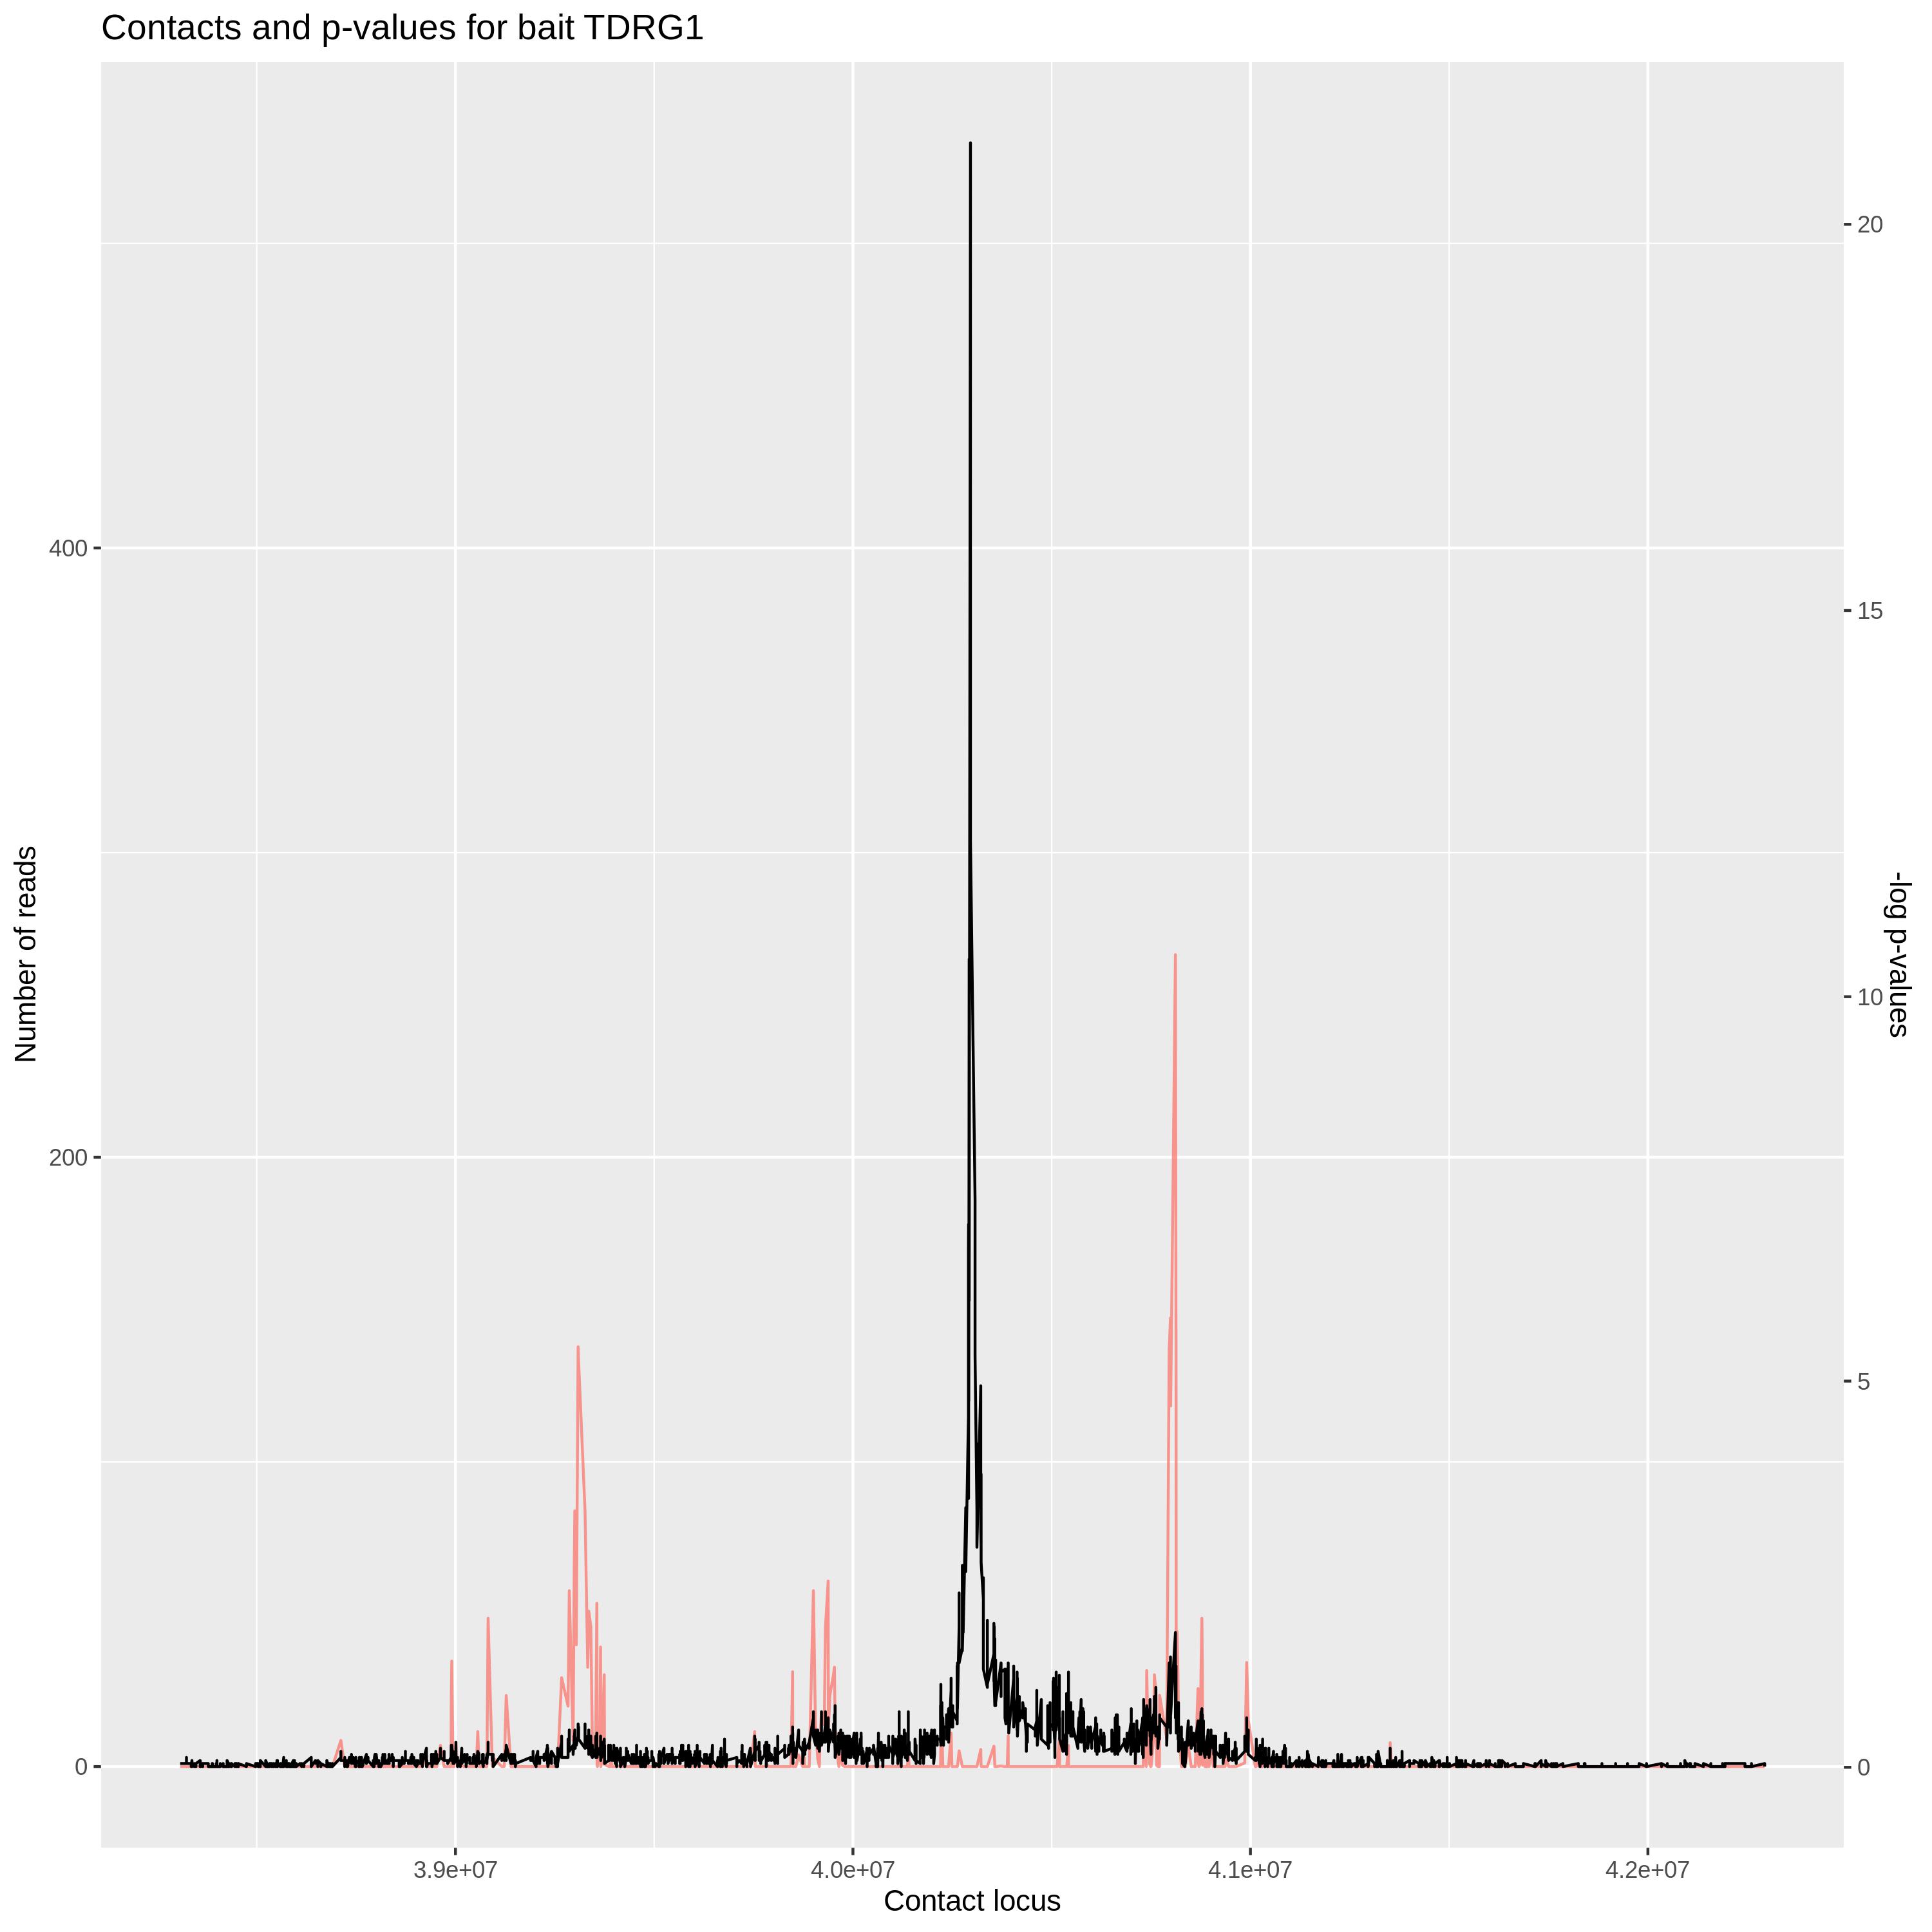 Contacts and p-values for bait TDRG1
Number of reads
400
200
0
20
15
10
5
0
-log p-values
3.9e+07
4.0e+07
4.1e+07
4.2e+07
Contact locus